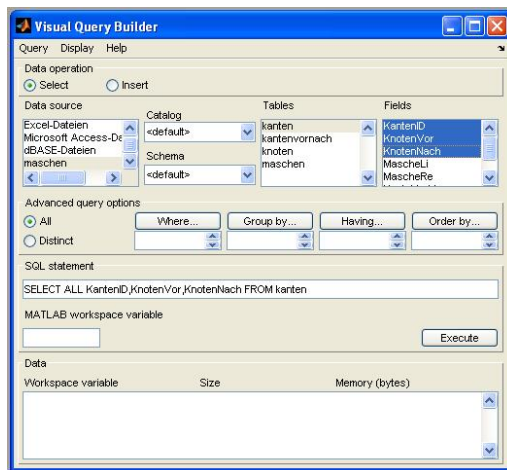 Visual Query Builder
Query Display Help
Data operation
Select Insert
Data source
Excel-Dateien
Microsoft Access-Da
dBASE-Dateien
maschen
Catalog
<default>
Schema
<default>
Tables
kanten
kantenvornach
knoten
maschen
Fields
KantenID
KnotenVor
KnotenNach
MascheLi
MascheRe
Advanced query options
All
Distinct
Where... Group by... Having... Order by...
SQL statement
SELECT ALL KantenID,KnotenVor,KnotenNach FROM kanten
MATLAB workspace variable
Execute
Data
Workspace variable Size Memory (bytes)